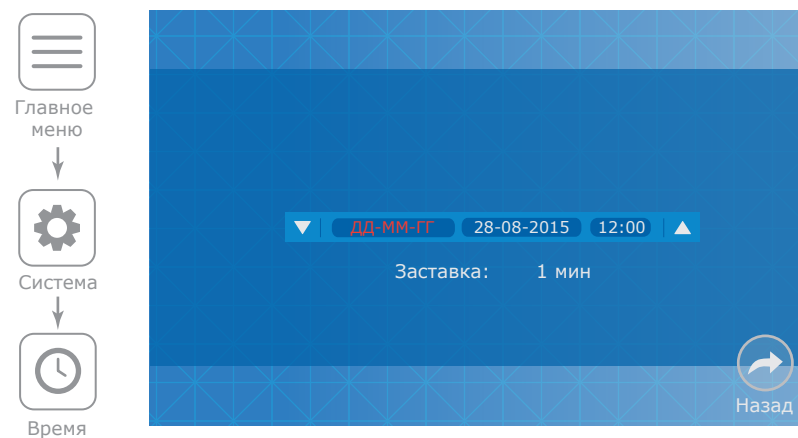 Главное
меню
Система
Время
ДД-ММ-ГГ 28-08-2015 12:00
Заставка: 1 мин
Назад